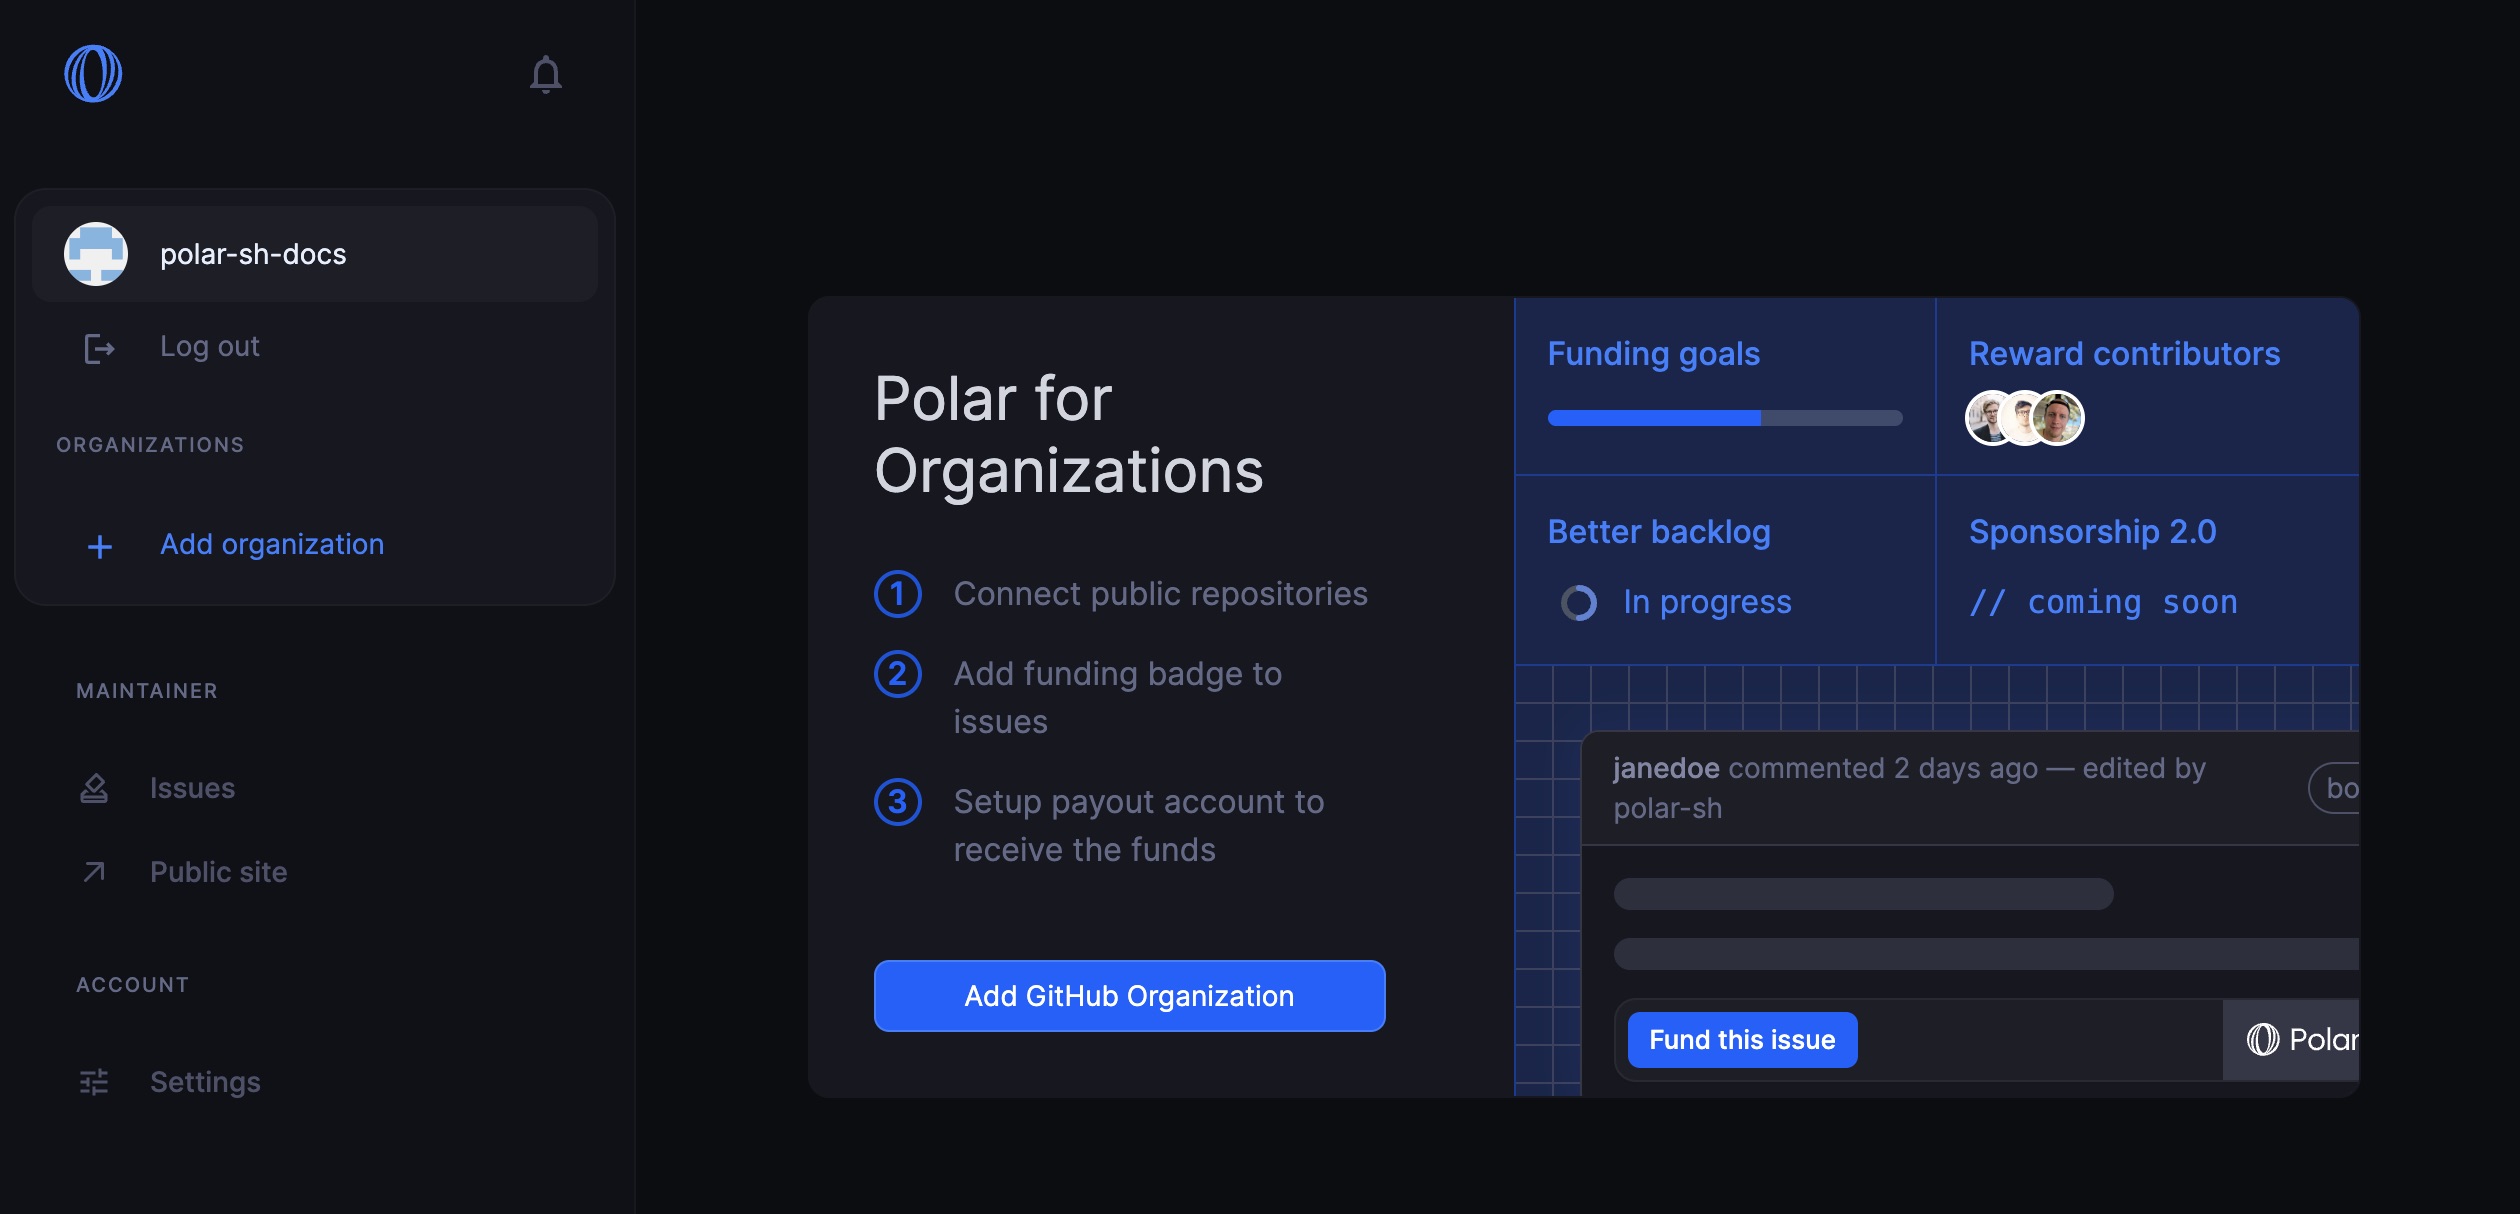 polar-sh-docs
Log out
ORGANIZATIONS
Add organization
MAINTAINER
Issues
Public site
ACCOUNT
Settings
Polar for
Organizations
1 Connect public repositories
2 Add funding badge to
issues
3 Setup payout account to
receive the funds
Add GitHub Organization
Funding goals
Reward contributors
Better backlog
In progress
Sponsorship 2.0
// coming soon
janedoe commented 2 days ago — edited by
polar-sh
bo
Fund this issue
Polar